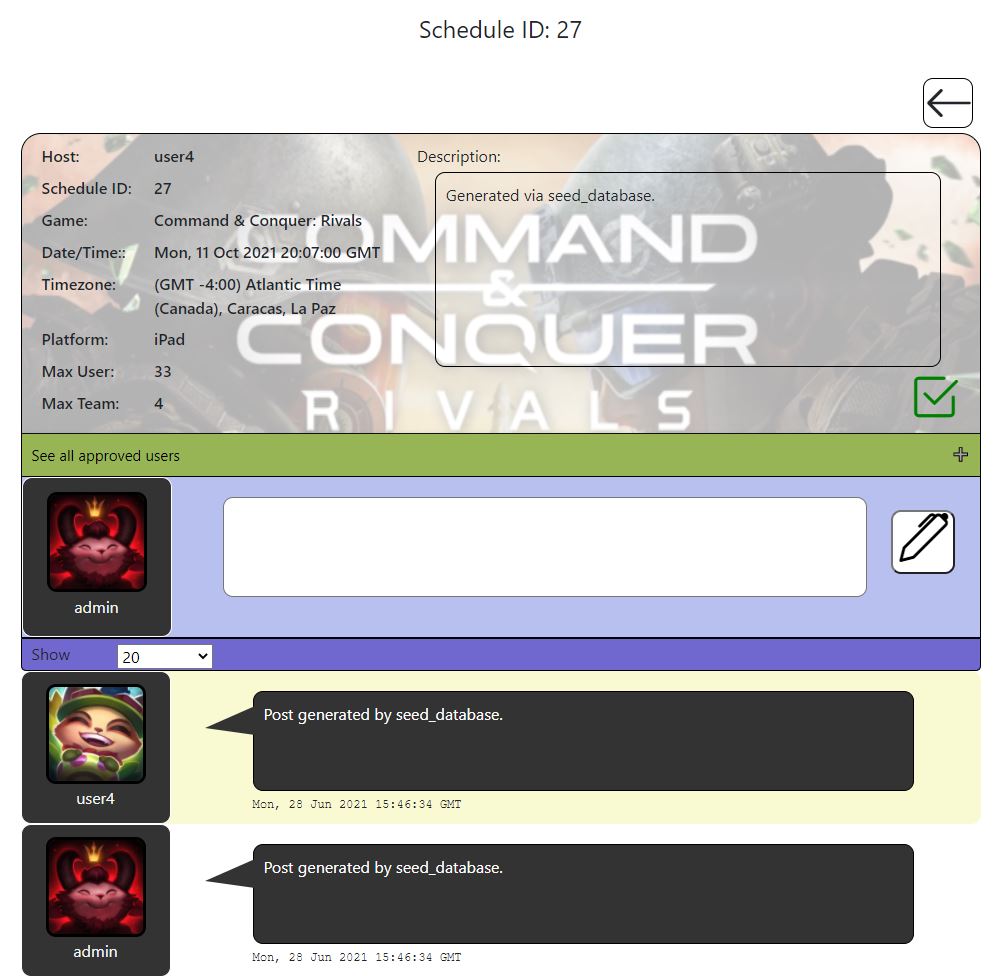 Schedule ID: 27
Host: user4
Schedule ID: 27
Game: Command & Conquer: Rivals
Date/Time:: Mon, 11 Oct 2021 20:07:00 GMT
Timezone: (GMT -4:00) Atlantic Time
(Canada), Caracas, La Paz
Platform: iPad
Max User: 33
Max Team: 4
Description:
Generated via seed_database.
COMMAND
&
CONQUER
RIVALS
See all approved users
admin
Show 20
Post generated by seed_database.
user4
Mon, 28 Jun 2021 15:46:34 GMT
Post generated by seed_database.
admin
Mon, 28 Jun 2021 15:46:34 GMT